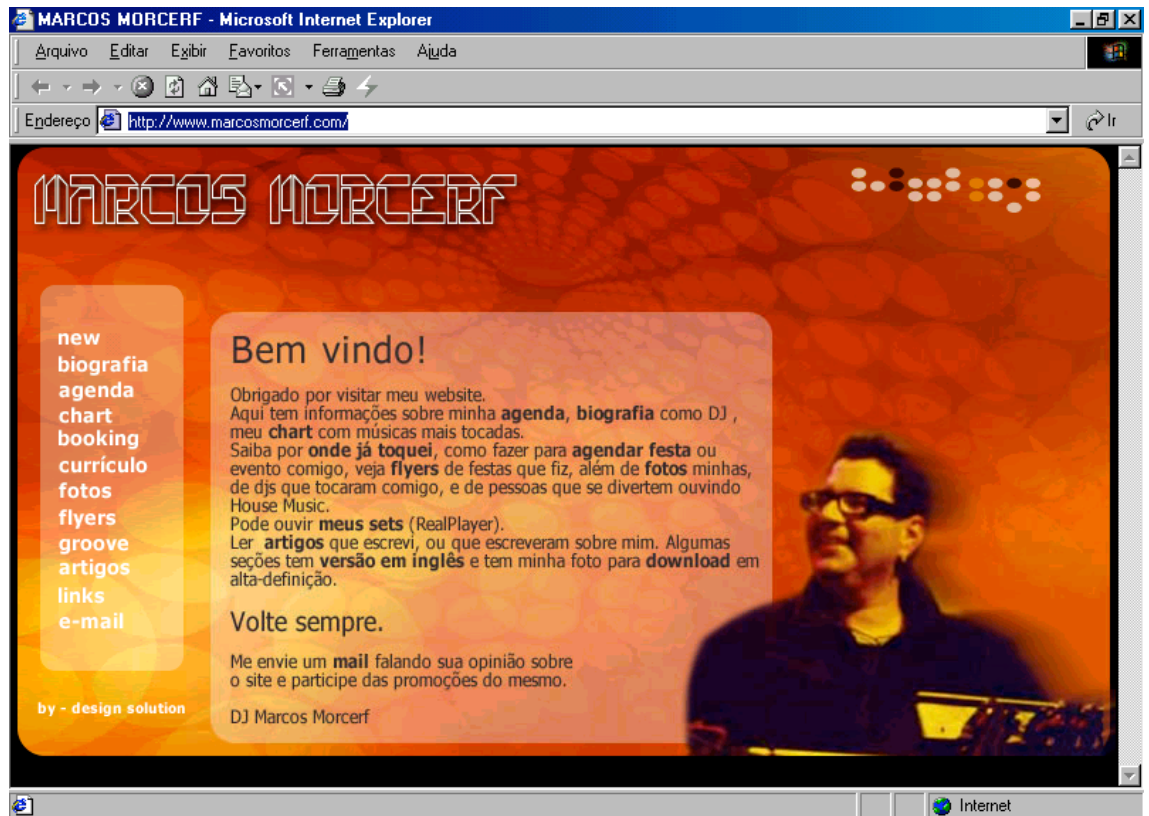 MARCOS MORCERF - Microsoft Internet Explorer
Arquivo Editar Exibir Favoritos Ferramentas Ajuda
Endereço http://www.marcosmorcerf.com/ Ir
MARCOS MORCERF
new
biografia
agenda
chart
booking
currículo
fotos
flyers
groove
artigos
links
e-mail
by - design solution
Bem vindo!
Obrigado por visitar meu website.
Aqui tem informações sobre minha agenda, biografia como DJ ,
meu chart com músicas mais tocadas.
Saiba por onde já toquei, como fazer para agendar festa ou
evento comigo, veja flyers de festas que fiz, além de fotos minhas,
de djs que tocaram comigo, e de pessoas que se divertem ouvindo
House Music.
Pode ouvir meus sets (RealPlayer).
Ler artigos que escrevi, ou que escreveram sobre mim. Algumas
seções tem versão em inglês e tem minha foto para download em
alta-definição.
Volte sempre.
Me envie um mail falando sua opinião sobre
o site e participe das promoções do mesmo.
DJ Marcos Morcerf
Internet